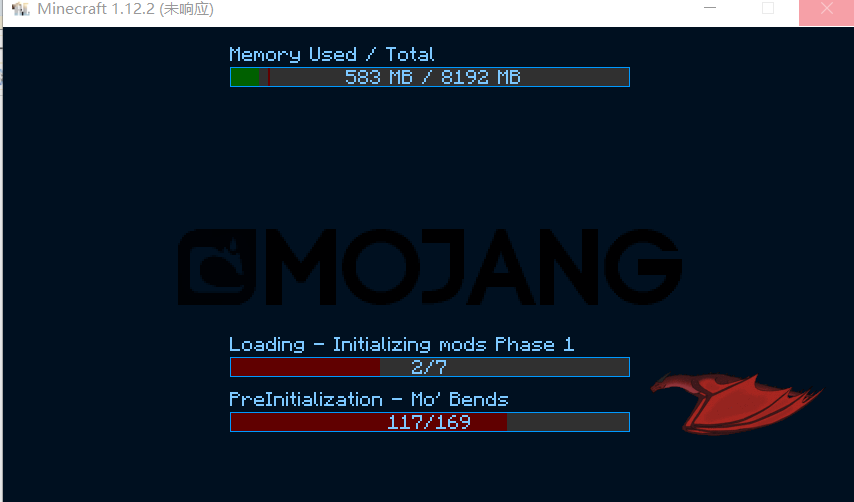 Minecraft 1.12.2 (未响应)
Memory Used / Total
583 MB / 8192 MB
MOJANG
Loading - Initializing mods Phase 1
2/7
PreInitialization - Mo' Bends
117/169